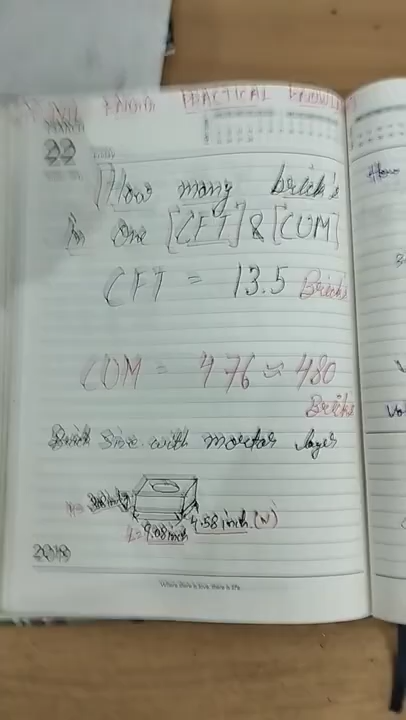 PRACTICAL
22
How many brick's
in one [CFT] & [CUM]
CFT = 13.5 Bricks
CUM = 476 ≈ 480
Bricks
Brick Size with mortar layer
4.58 inch (W)
L= 9.08 inch
2018
How